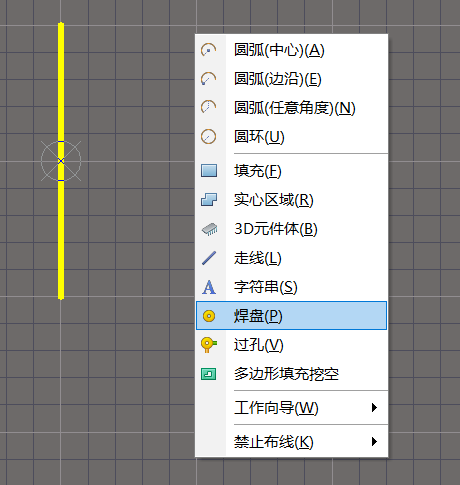 圆弧(中心)(A)
圆弧(边沿)(E)
圆弧(任意角度)(N)
圆环(U)
填充(F)
实心区域(R)
3D元件体(B)
走线(L)
字符串(S)
焊盘(P)
过孔(V)
多边形填充挖空
工作向导(W)
禁止布线(K)